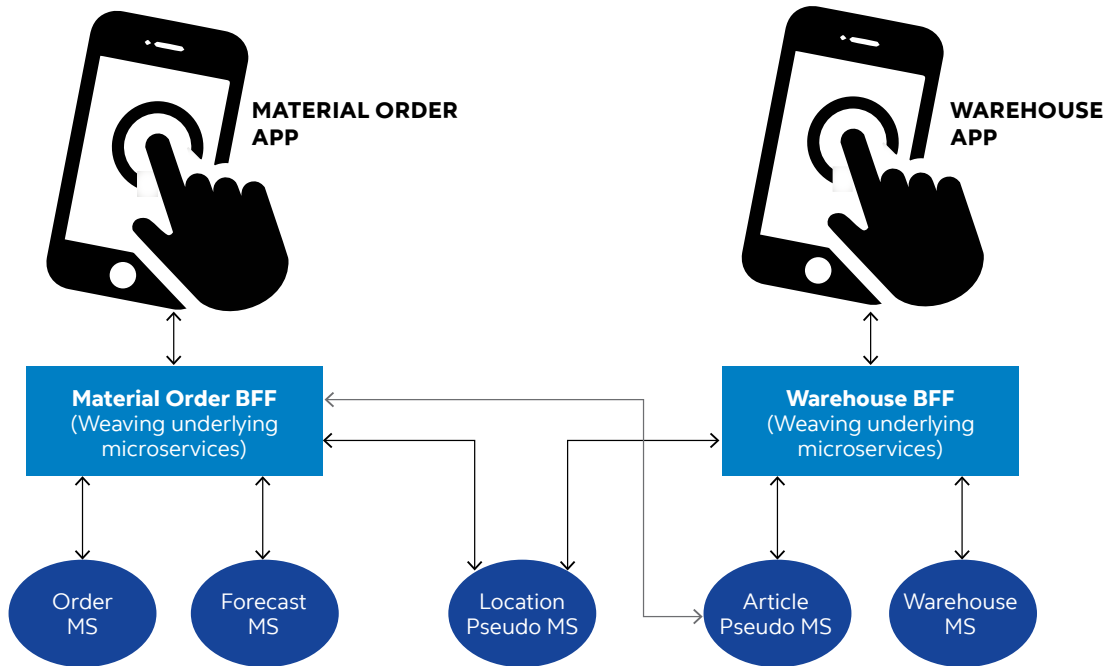 MATERIAL ORDER
APP
WAREHOUSE
APP
Material Order BFF
(Weaving underlying
microservices)
Warehouse BFF
(Weaving underlying
microservices)
Order
MS
Forecast
MS
Location
Pseudo MS
Article
Pseudo MS
Warehouse
MS